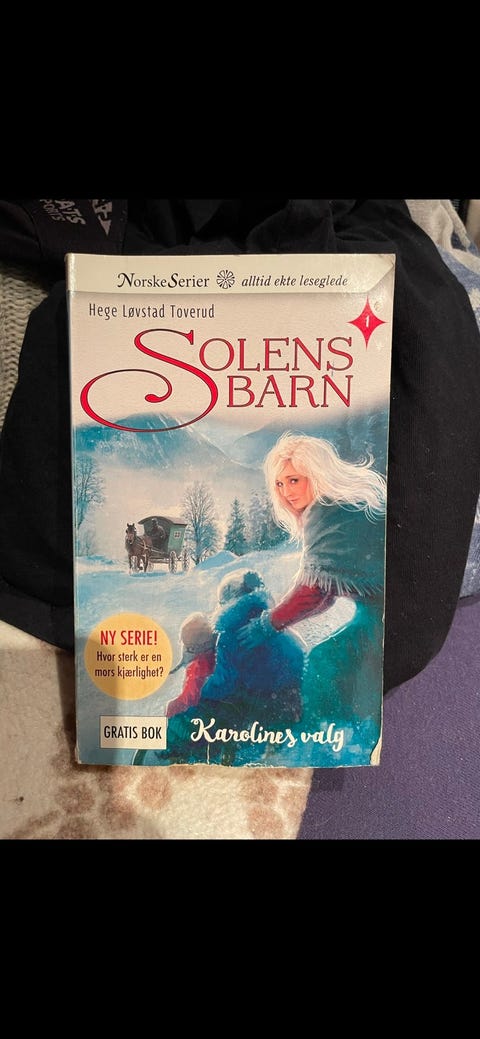 NorskeSerier alltid ekte leseglede
Hege Løvstad Toverud
1
SOLENS
BARN
NY SERIE!
Hvor sterk er en
mors kjærlighet?
GRATIS BOK
Karolines valg